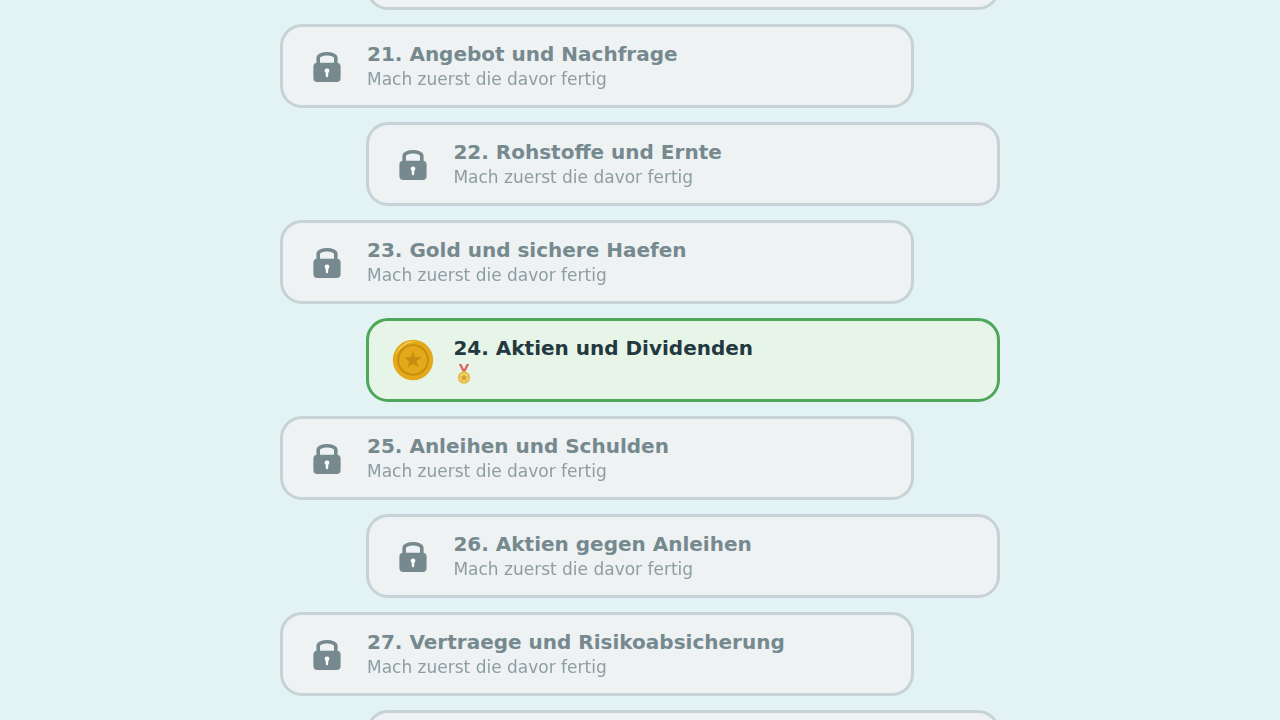 21. Angebot und Nachfrage
Mach zuerst die davor fertig
22. Rohstoffe und Ernte
Mach zuerst die davor fertig
23. Gold und sichere Haefen
Mach zuerst die davor fertig
24. Aktien und Dividenden
25. Anleihen und Schulden
Mach zuerst die davor fertig
26. Aktien gegen Anleihen
Mach zuerst die davor fertig
27. Vertraege und Risikoabsicherung
Mach zuerst die davor fertig